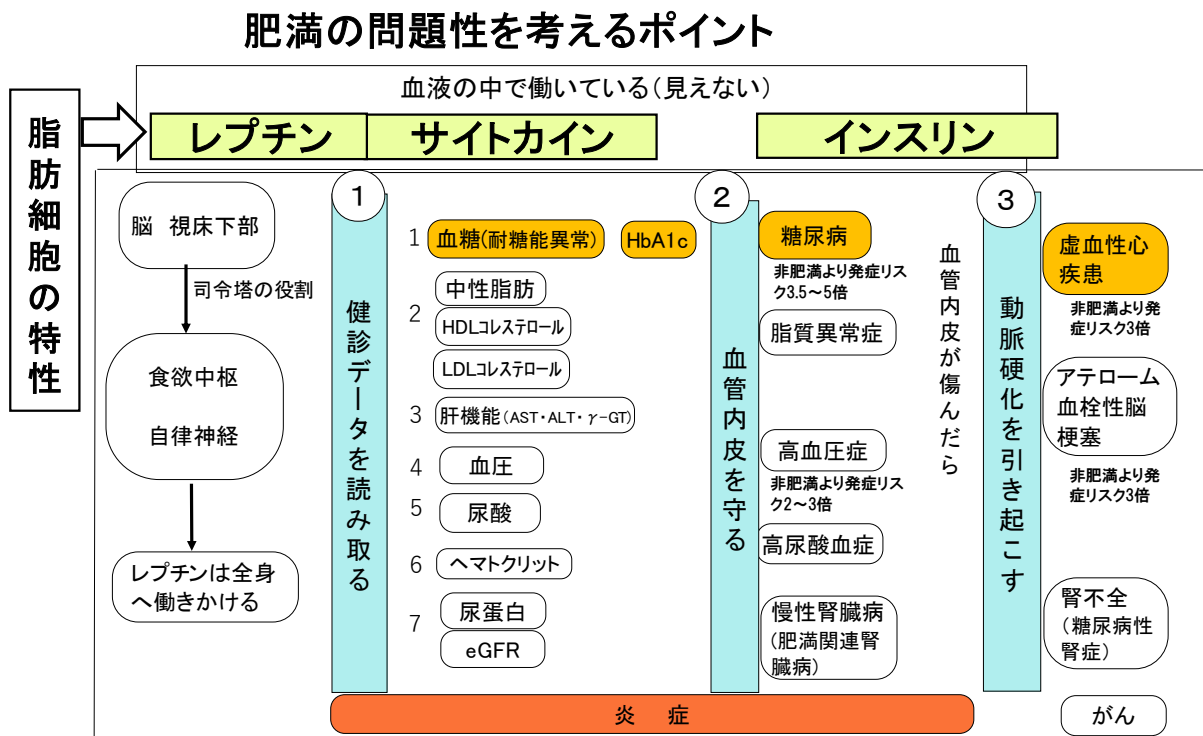 肥満の問題性を考えるポイント
血液の中で働いている(見えない)
脂肪細胞の特性
レプチン
サイトカイン
インスリン
脳 視床下部
司令塔の役割
食欲中枢
自律神経
レプチンは全身
へ働きかける
1
健診データを読み取る
1 血糖(耐糖能異常) HbA1c
中性脂肪
2
HDLコレステロール
LDLコレステロール
3 肝機能(AST・ALT・γ-GT)
4 血圧
5 尿酸
6 ヘマトクリット
7
尿蛋白
eGFR
2
血管内皮を守る
糖尿病
非肥満より発症リス
ク3.5~5倍
脂質異常症
高血圧症
非肥満より発症リス
ク2~3倍
高尿酸血症
慢性腎臓病
(肥満関連腎
臓病)
血管内皮が傷んだら
3
動脈硬化を引き起こす
虚血性心
疾患
非肥満より発
症リスク3倍
アテローム
血栓性脳
梗塞
非肥満より発
症リスク3倍
腎不全
(糖尿病性
腎症)
がん
炎 症